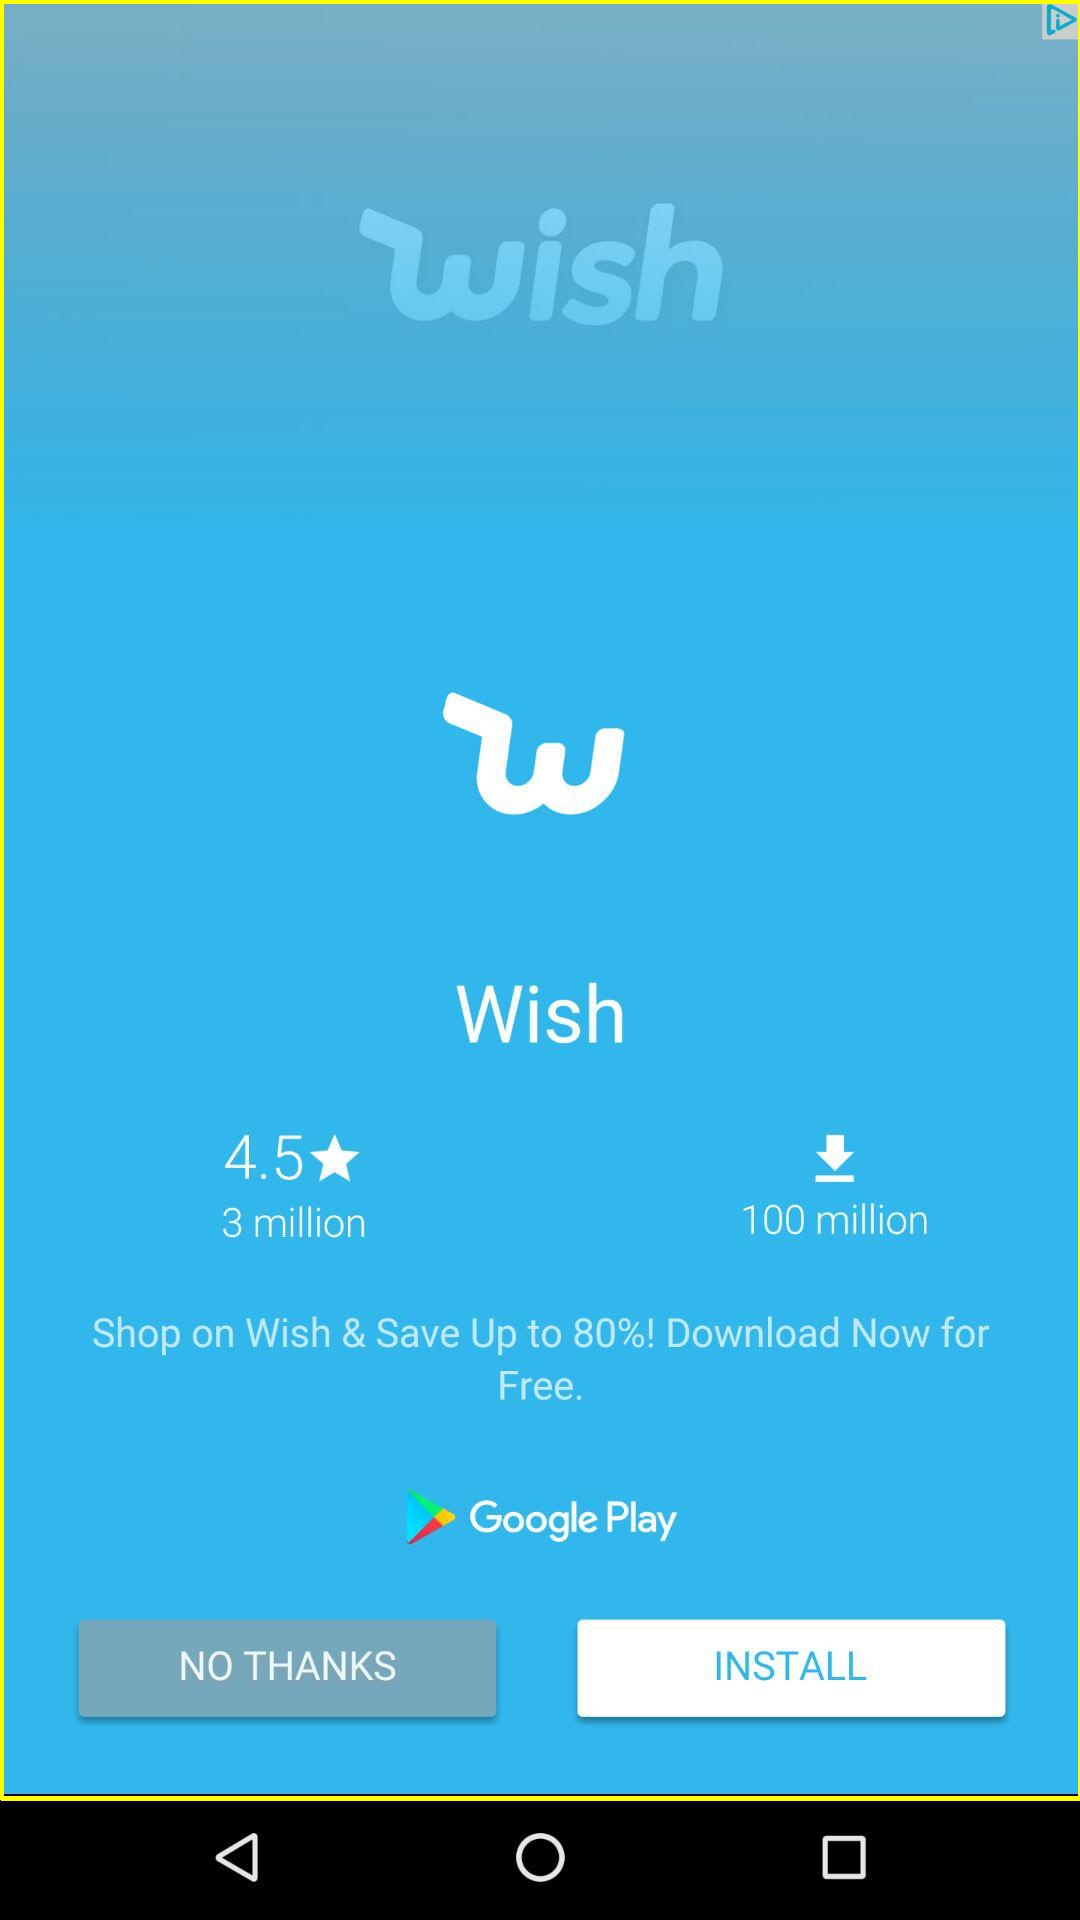 wish
w
Wish
4.5★
3 million
100 million
Shop on Wish & Save Up to 80%! Download Now for
Free.
Google Play
NO THANKS
INSTALL